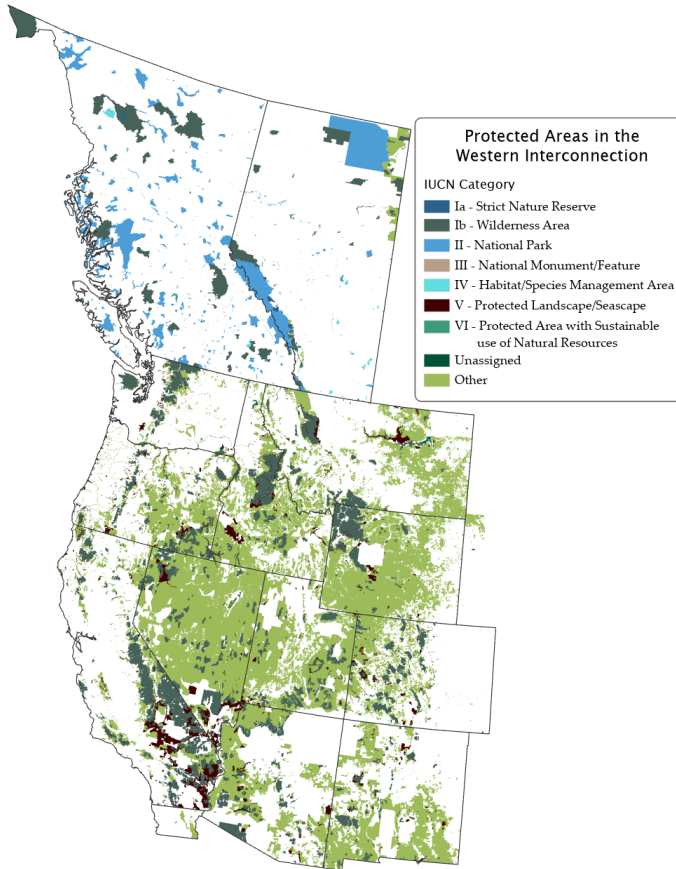 Protected Areas in the
Western Interconnection
IUCN Category
Ia - Strict Nature Reserve
Ib - Wilderness Area
II - National Park
III - National Monument/Feature
IV - Habitat/Species Management Area
V - Protected Landscape/Seascape
VI - Protected Area with Sustainable
use of Natural Resources
Unassigned
Other